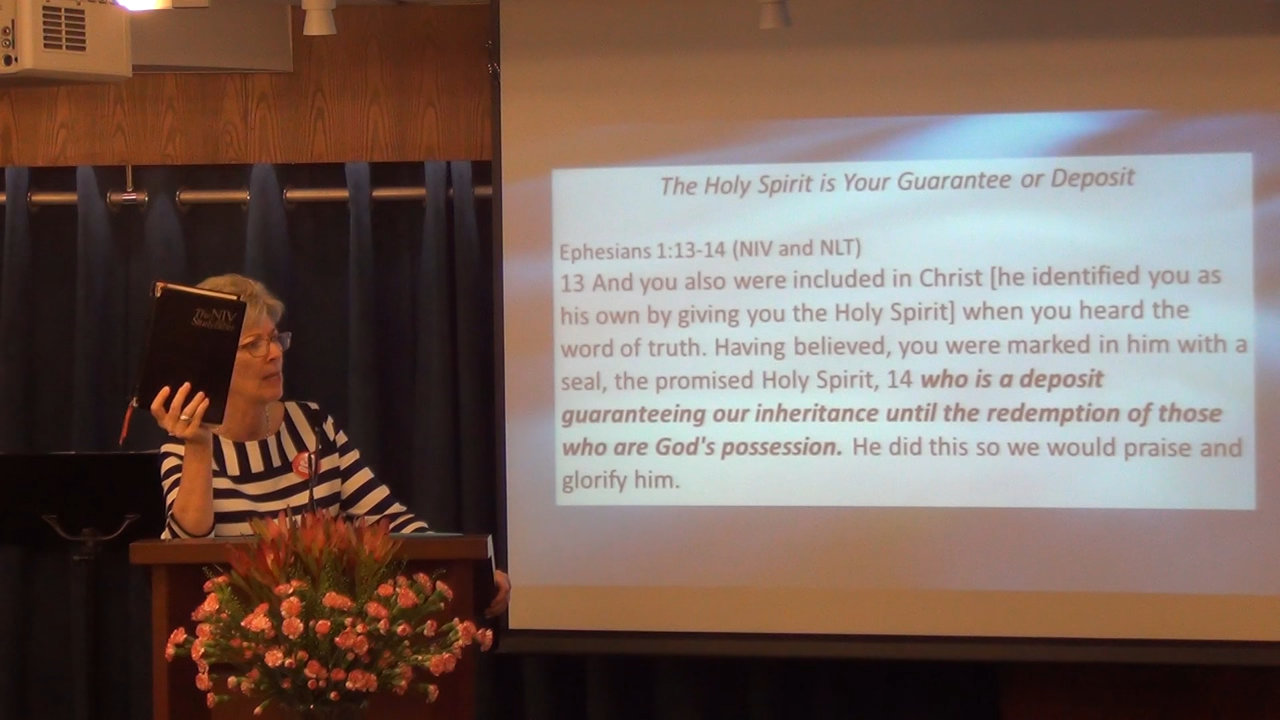 The NIV
Study Bible
The Holy Spirit is Your Guarantee or Deposit
Ephesians 1:13-14 (NIV and NLT)
13 And you also were included in Christ [he identified you as
his own by giving you the Holy Spirit] when you heard the
word of truth. Having believed, you were marked in him with a
seal, the promised Holy Spirit, 14 who is a deposit
guaranteeing our inheritance until the redemption of those
who are God's possession. He did this so we would praise and
glorify him.